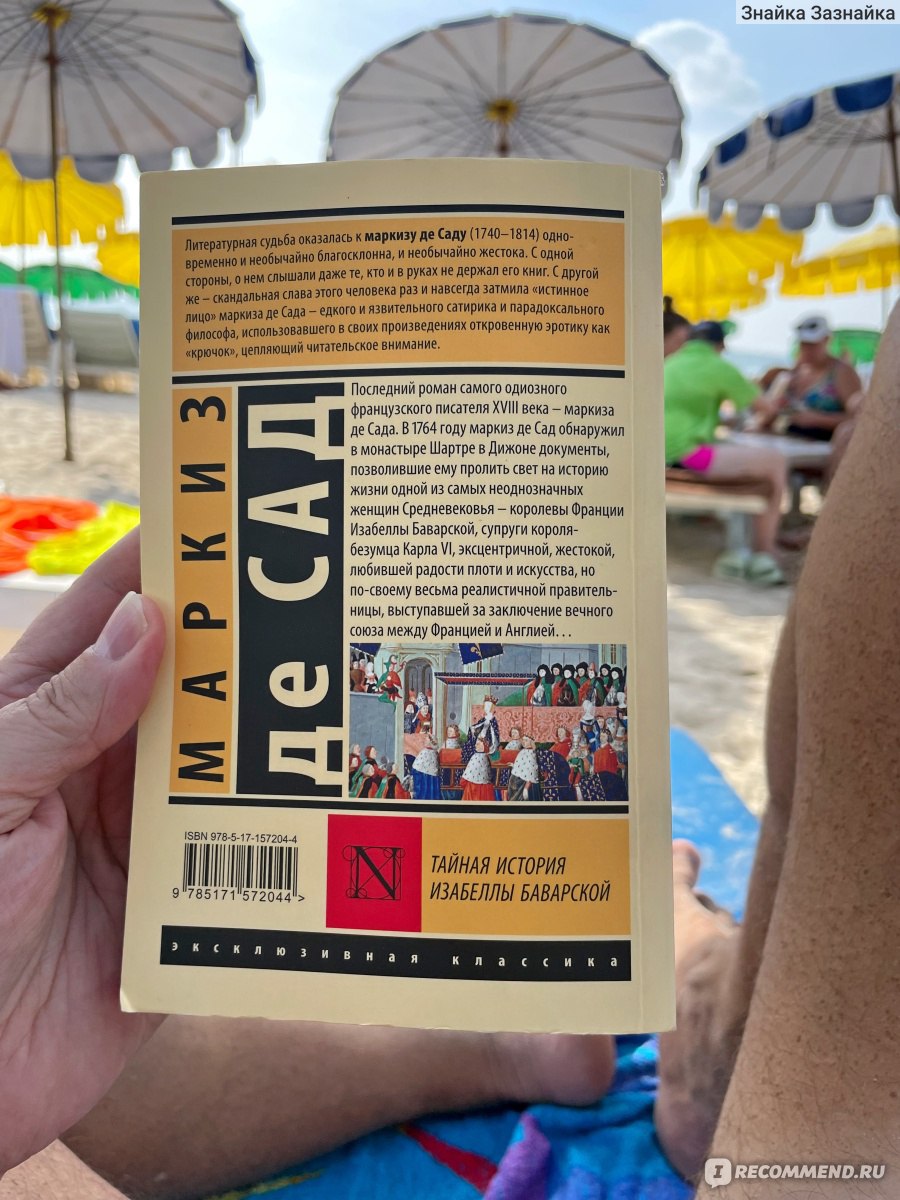 Знайка Зазнайка
Литературная судьба оказалась к маркизу де Саду (1740–1814) одно-
временно и необычайно благосклонна, и необычайно жестока. С одной
стороны, о нем слышали даже те, кто и в руках не держал его книг. С другой
же – скандальная слава этого человека раз и навсегда затмила «истинное
лицо» маркиза де Сада – едкого и язвительного сатирика и парадоксального
философа, использовавшего в своих произведениях откровенную эротику как
«крючок», цепляющий читательское внимание.
МАРКИЗ
де САД
Последний роман самого одиозного
французского писателя XVIII века – маркиза
де Сада. В 1764 году маркиз де Сад обнаружил
в монастыре Шартре в Дижоне документы,
позволившие ему пролить свет на историю
жизни одной из самых неоднозначных
женщин Средневековья – королевы Франции
Изабеллы Баварской, супруги короля-
безумца Карла VI, эксцентричной, жестокой,
любившей радости плоти и искусства, но
по-своему весьма реалистичной правитель-
ницы, выступавшей за заключение вечного
союза между Францией и Англией...
ISBN 978-5-17-157204-4
9 785171 572044 >
N
ТАЙНАЯ ИСТОРИЯ
ИЗАБЕЛЛЫ БАВАРСКОЙ
эксклюзивная классика
IRECOMMEND.RU